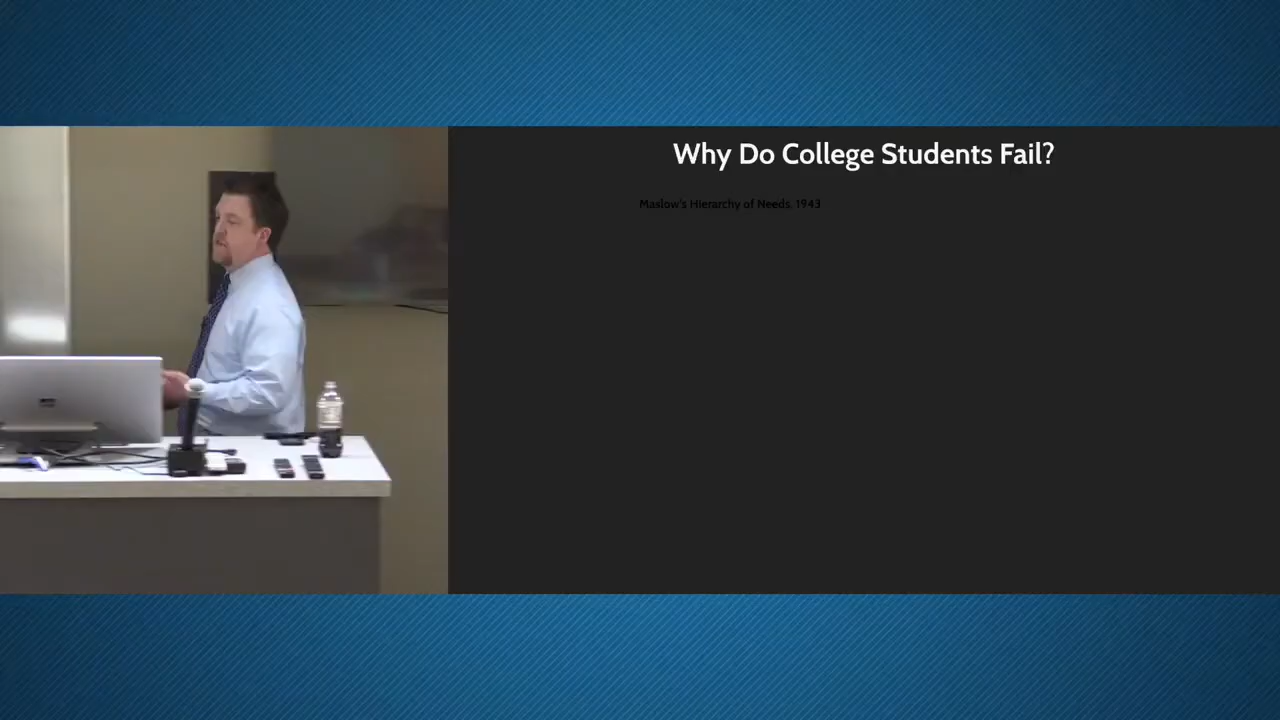 Why Do College Students Fail?
Maslow's Hierarchy of Needs, 1943